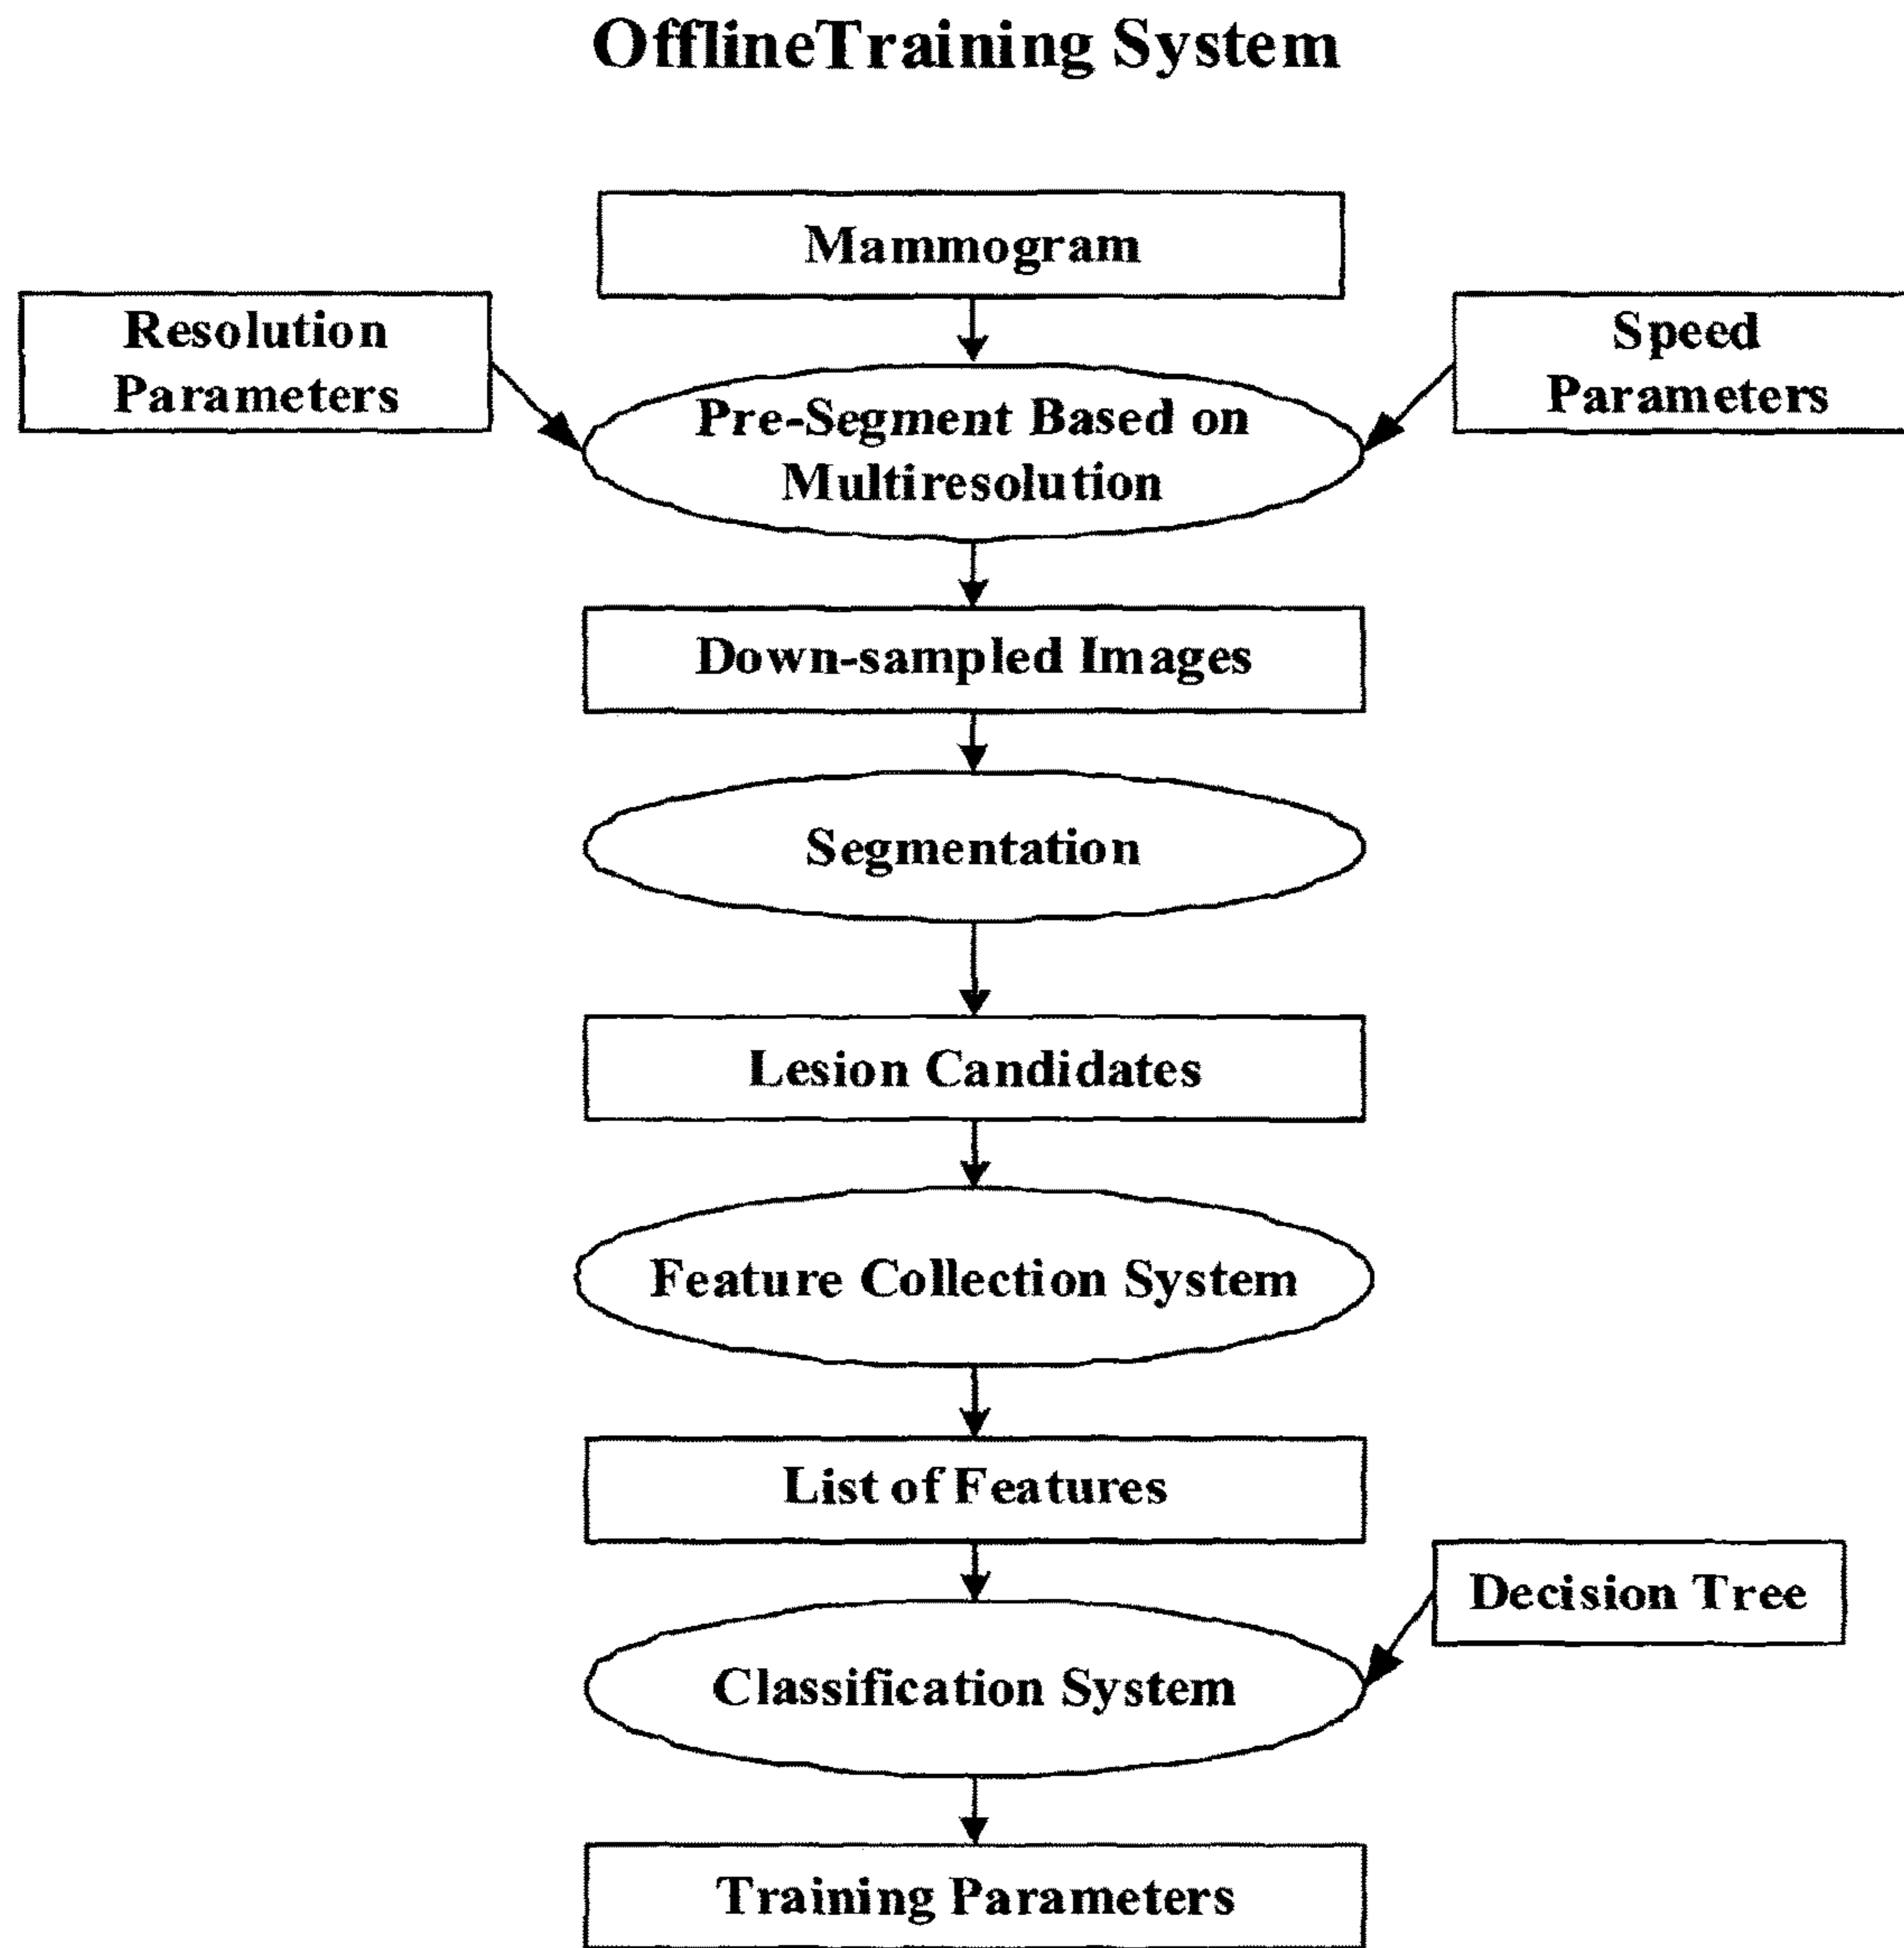 OfflineTraining System
Mammogram
Resolution
Parameters
Speed
Parameters
Pre-Segment Based on
Multiresolution
Down-sampled Images
Segmentation
Lesion Candidates
Feature Collection System
List of Features
Decision Tree
Classification System
Training Parameters